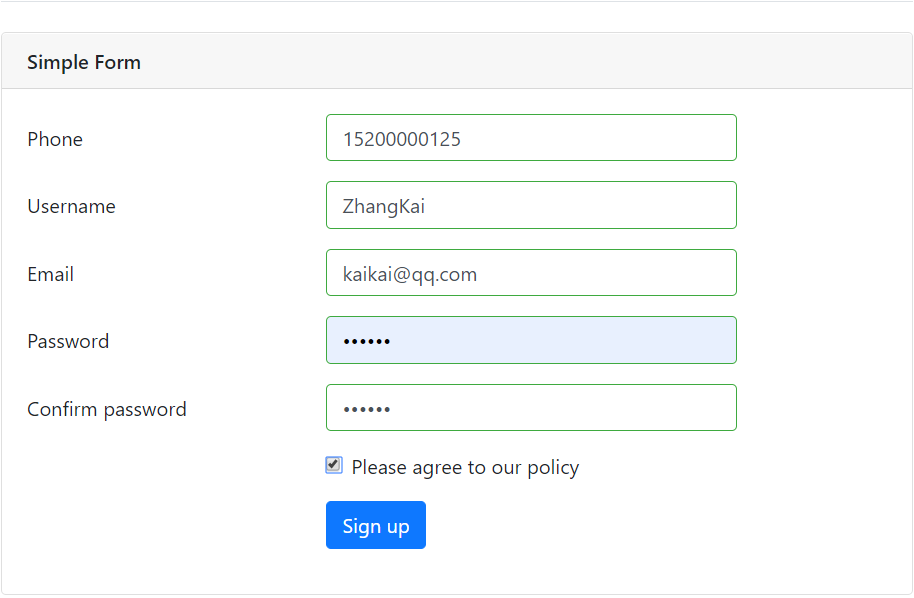 Simple Form
Phone 15200000125
Username ZhangKai
Email kaikai@qq.com
Password ••••••
Confirm password ••••••
Please agree to our policy
Sign up